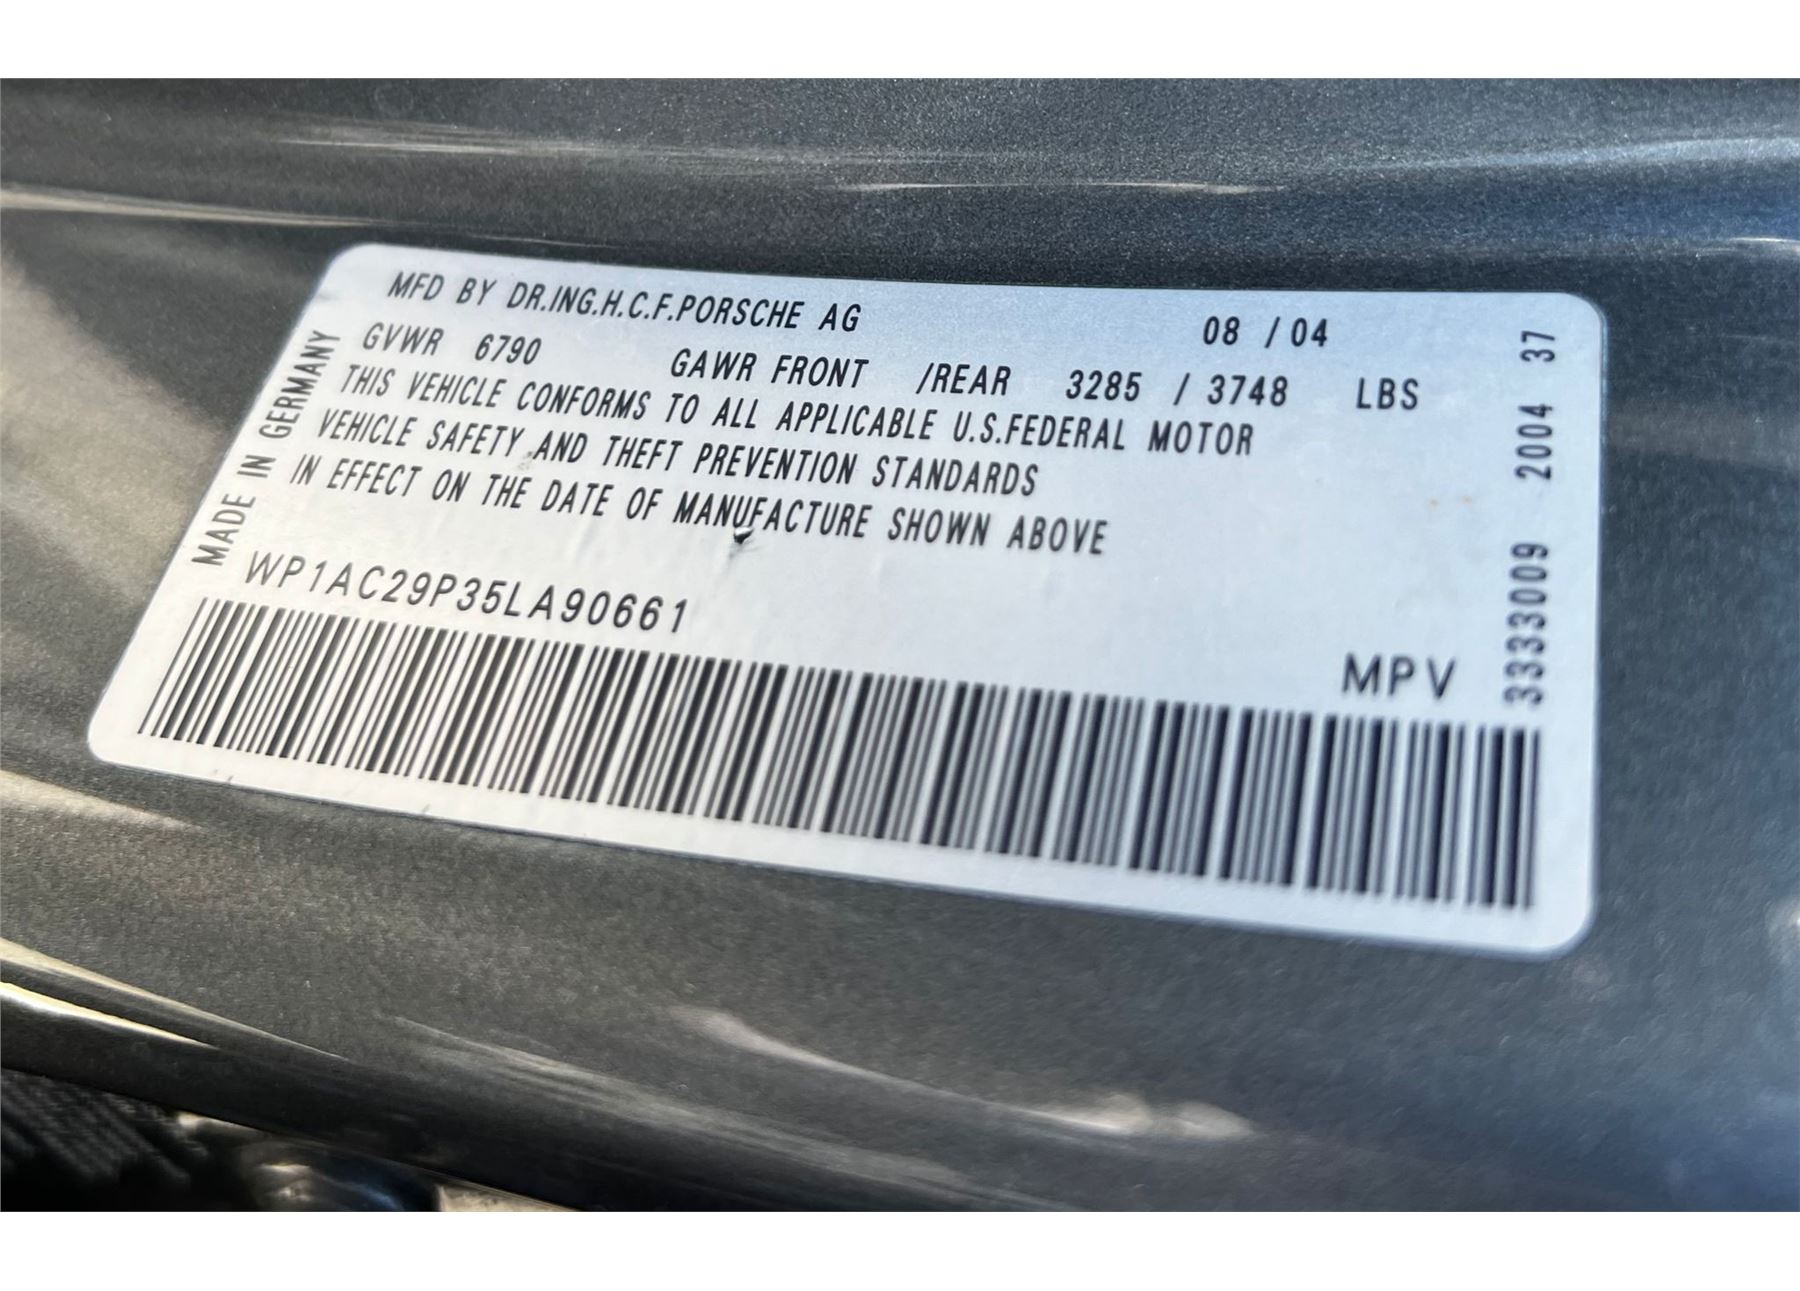 MFD BY DR.ING.H.C.F.PORSCHE AG 08 / 04
GVWR 6790 GAWR FRONT /REAR 3285 / 3748 LBS
THIS VEHICLE CONFORMS TO ALL APPLICABLE U.S.FEDERAL MOTOR
VEHICLE SAFETY AND THEFT PREVENTION STANDARDS
IN EFFECT ON THE DATE OF MANUFACTURE SHOWN ABOVE
WP1AC29P35LA90661
MPV
MADE IN GERMANY
33330009 2004 37